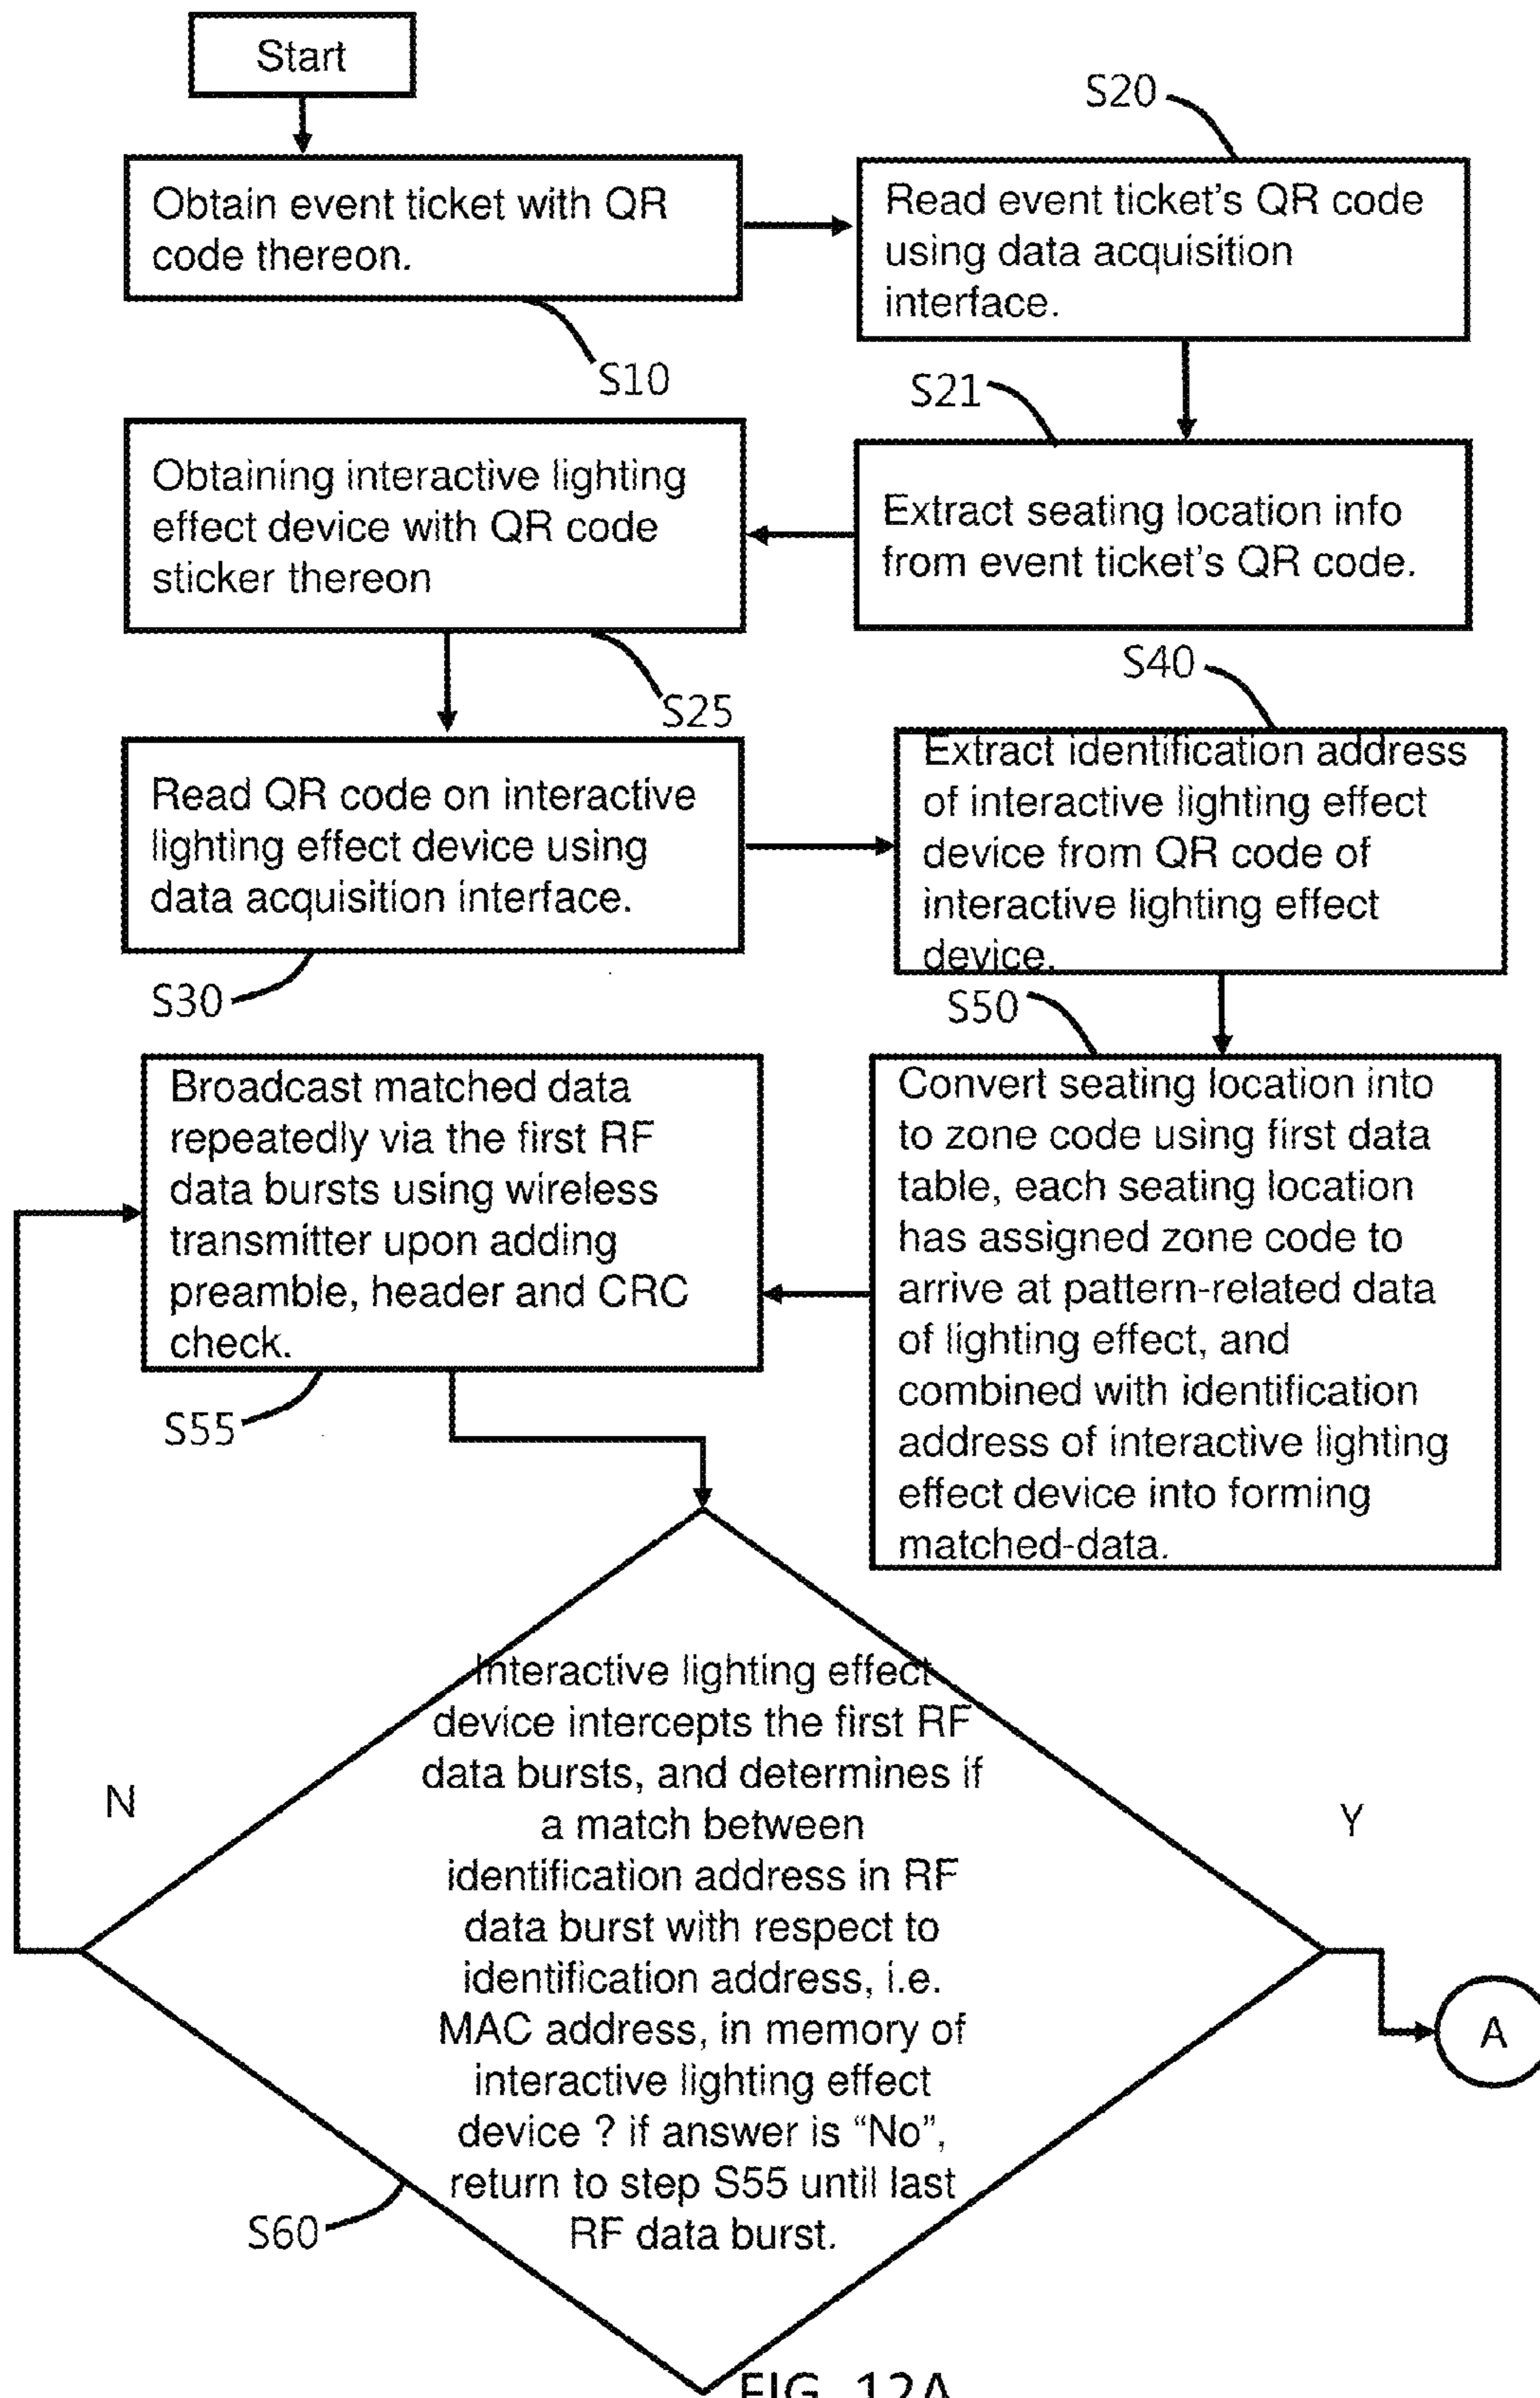 Start
S20
Obtain event ticket with QR
code thereon.
S10
Read event ticket's QR code
using data acquisition
interface.
S21
Extract seating location info
from event ticket's QR code.
Obtaining interactive lighting
effect device with QR code
sticker thereon
S25
Read QR code on interactive
lighting effect device using
data acquisition interface.
S30
S40
Extract identification address
of interactive lighting effect
device from QR code of
interactive lighting effect
device.
S50
Convert seating location into
to zone code using first data
table, each seating location
has assigned zone code to
arrive at pattern-related data
of lighting effect, and
combined with identification
address of interactive lighting
effect device into forming
matched-data.
Broadcast matched data
repeatedly via the first RF
data bursts using wireless
transmitter upon adding
preamble, header and CRC
check.
S55
Interactive lighting effect
device intercepts the first RF
data bursts, and determines if
a match between
identification address in RF
data burst with respect to
identification address, i.e.
MAC address, in memory of
interactive lighting effect
device ? if answer is “No”,
return to step S55 until last
RF data burst.
N
Y
A
S60
FIG. 12A